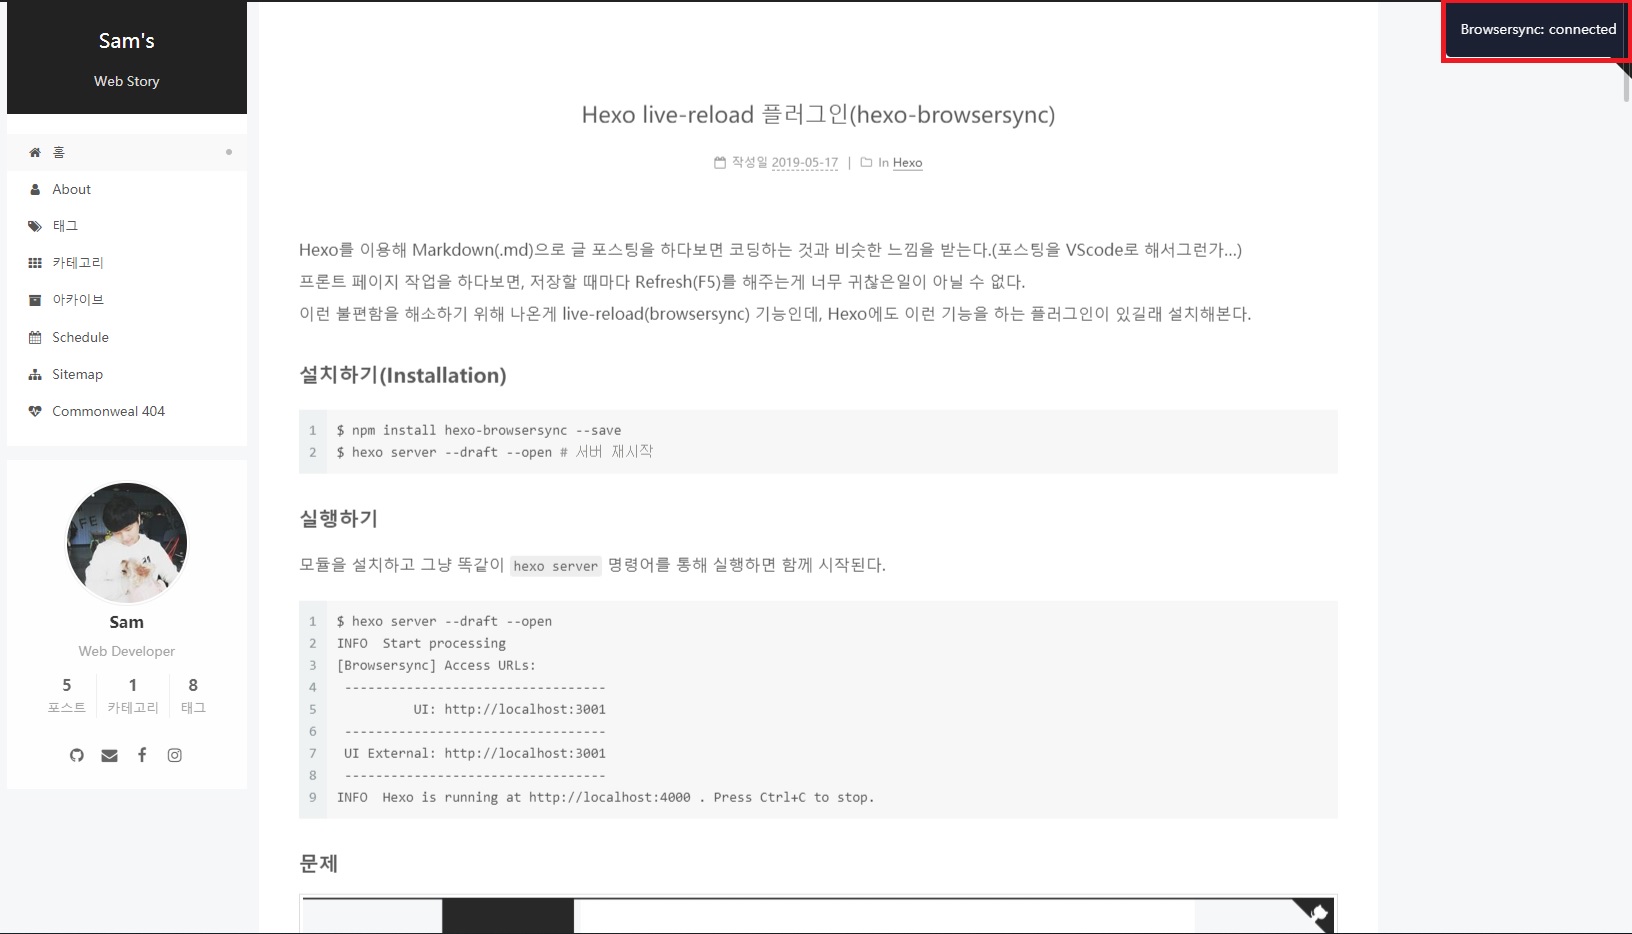 Sam's
Web Story
홈
About
태그
카테고리
아카이브
Schedule
Sitemap
Commonweal 404
Sam
Web Developer
5 1 8
포스트 카테고리 태그
Browsersync: connected
Hexo live-reload 플러그인(hexo-browsersync)
작성일 2019-05-17 | In Hexo
Hexo를 이용해 Markdown(.md)으로 글 포스팅을 하다보면 코딩하는 것과 비슷한 느낌을 받는다.(포스팅을 VScode로 해서그런가...)
프론트 페이지 작업을 하다보면, 저장할 때마다 Refresh(F5)를 해주는게 너무 귀찮은일이 아닐 수 없다.
이런 불편함을 해소하기 위해 나온게 live-reload(browsersync) 기능인데, Hexo에도 이런 기능을 하는 플러그인이 있길래 설치해본다.
설치하기(Installation)
1 $ npm install hexo-browsersync --save
2 $ hexo server --draft --open # 서버 재시작
실행하기
모듈을 설치하고 그냥 똑같이 hexo server 명령어를 통해 실행하면 함께 시작된다.
1 $ hexo server --draft --open
2 INFO  Start processing
3 [Browsersync] Access URLs:
4 ----------------------------------
5 UI: http://localhost:3001
6 ----------------------------------
7 UI External: http://localhost:3001
8 ----------------------------------
9 INFO  Hexo is running at http://localhost:4000 . Press Ctrl+C to stop.
문제